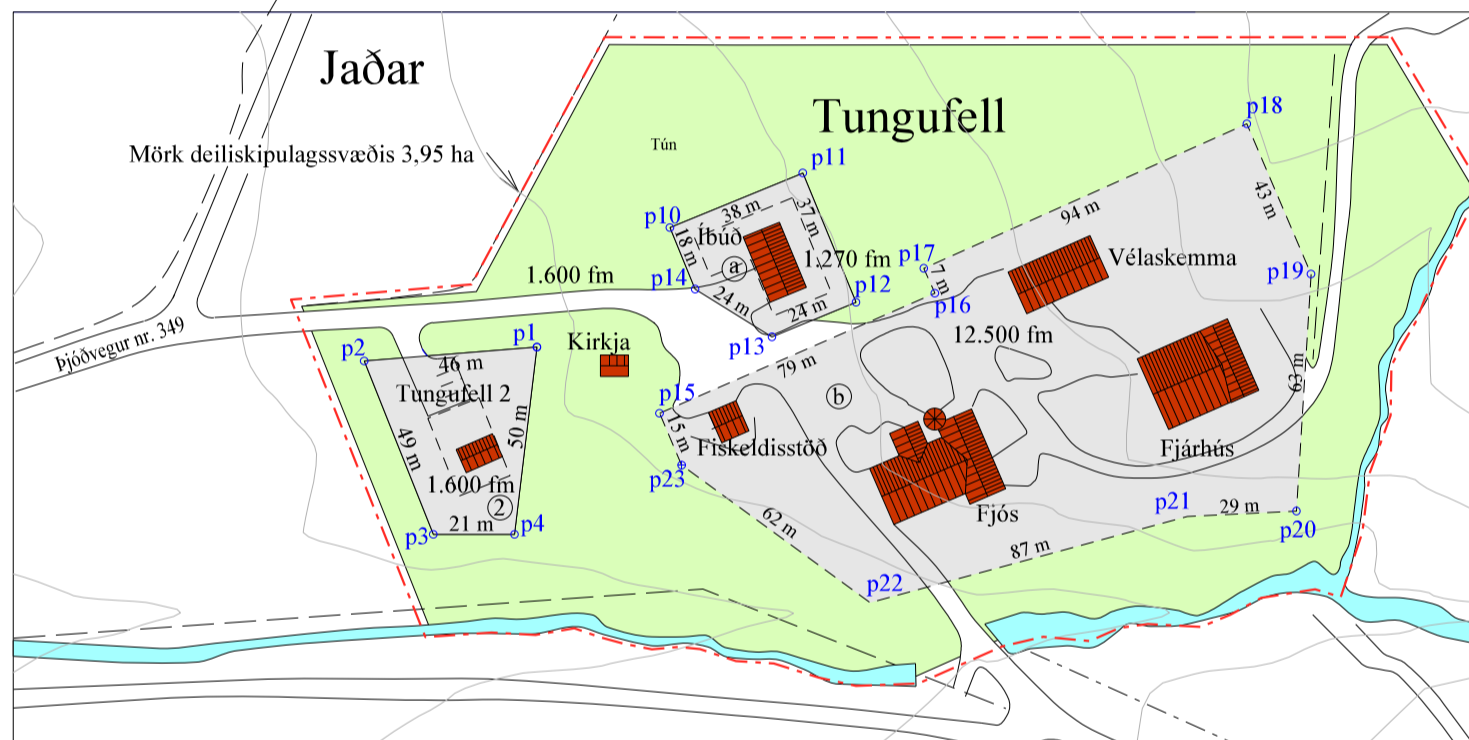 Jaðar
Tungufell
p18
Mörk deiliskipulagssvæðis 3,95 ha
Tún
p11
43 m
94 m
38 m
37 m
p10
Íbúð
18 m
a
1.270 fm
1.600 fm
p14
24 m
24 m
p12
p17
7 m
p16
Vélaskemma
p19
Þjóðvegur nr. 349
p2
p1
46 m
Kirkja
p13
79 m
12.500 fm
63 m
Tungufell 2
b
p15
15 m
49 m
50 m
Fiskeldisstöð
Fjárhús
p23
1.600 fm
2
21 m
p3
p4
62 m
Fjós
p21
29 m
p20
87 m
p22